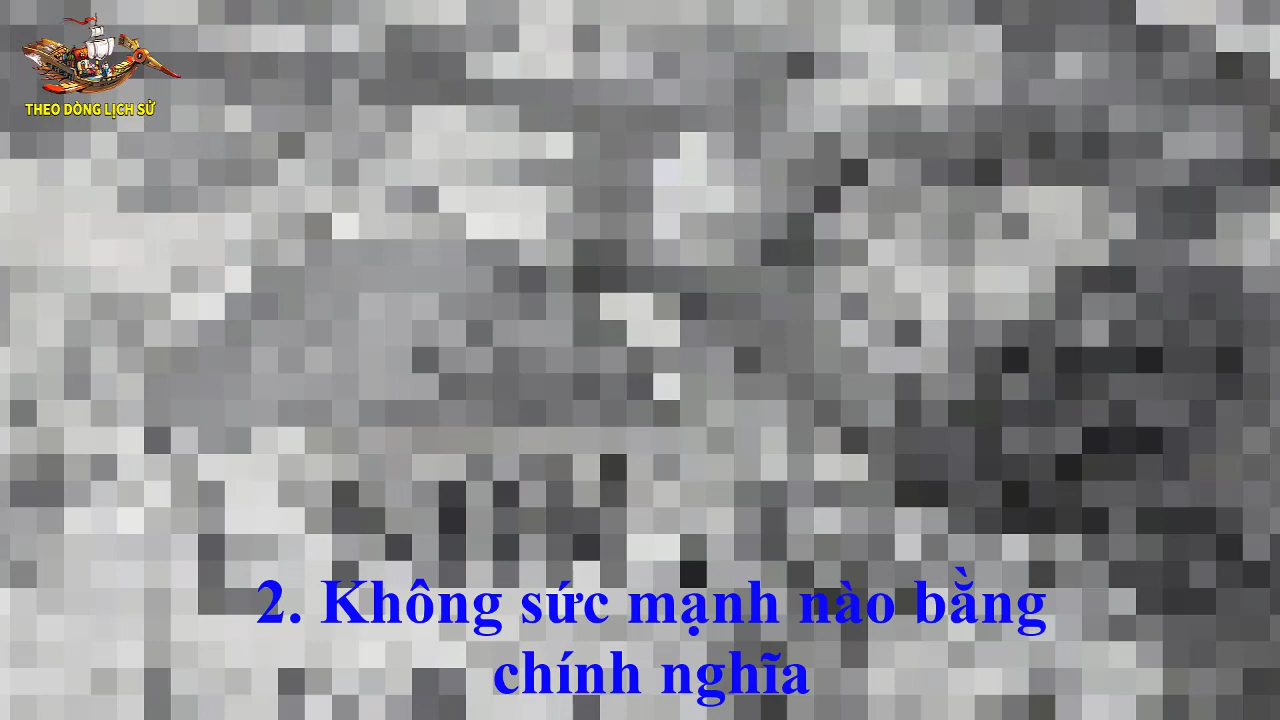 THEO DÒNG LỊCH SỬ
2. Không sức mạnh nào bằng
chính nghĩa